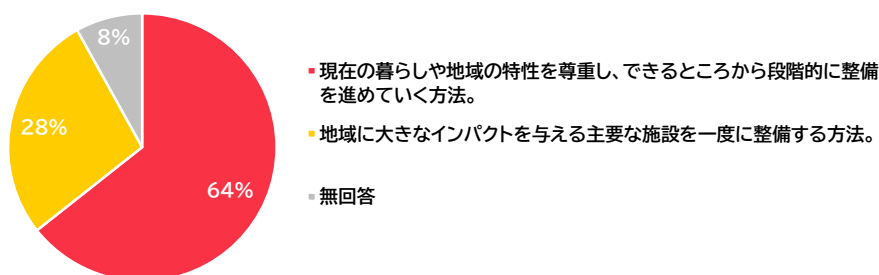 8%
28%
64%
現在の暮らしや地域の特性を尊重し、できるところから段階的に整備
を進めていく方法。
地域に大きなインパクトを与える主要な施設を一度に整備する方法。
無回答